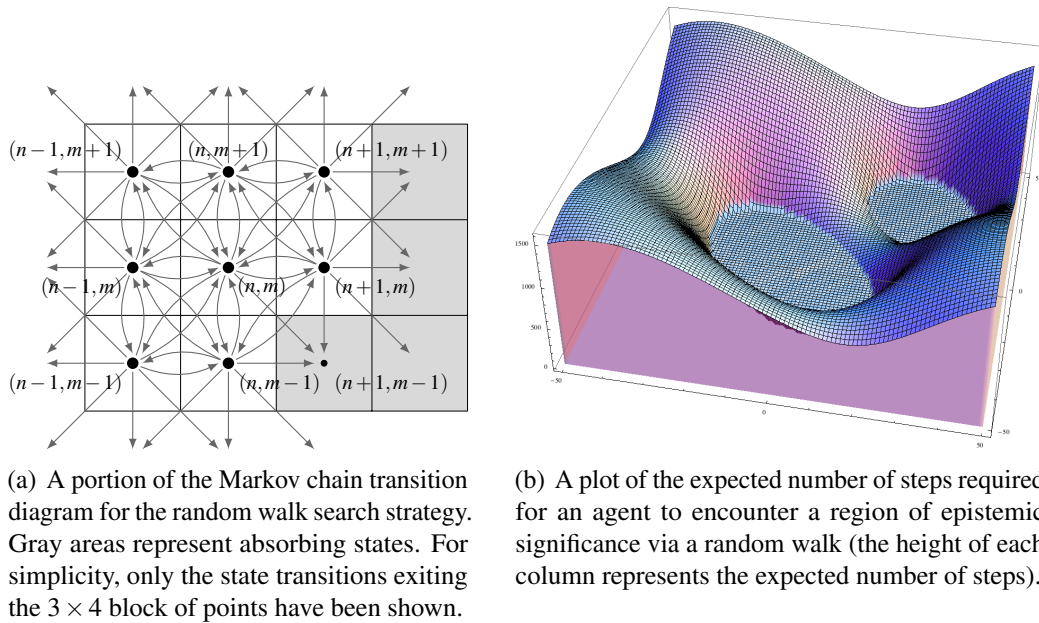 (n−1,m+1)
(n,m+1)
(n+1,m+1)
(n−1,m)
(n,m)
(n+1,m)
(n−1,m−1)
(n,m−1)
(n+1,m−1)
(a) A portion of the Markov chain transition
diagram for the random walk search strategy.
Gray areas represent absorbing states. For
simplicity, only the state transitions exiting
the 3 × 4 block of points have been shown.
1500
1000
500
0
−50
0
50
−50
0
5
(b) A plot of the expected number of steps required
for an agent to encounter a region of epistemic
significance via a random walk (the height of each
column represents the expected number of steps).